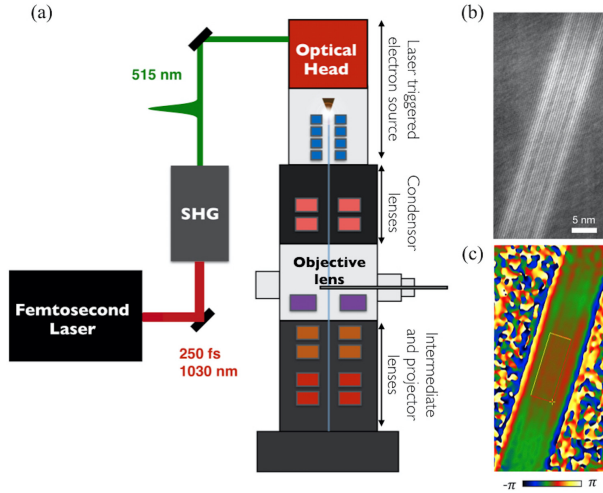 (a)
515 nm
SHG
Femtosecond
Laser
250 fs
1030 nm
Optical
Head
Objective
lens
Laser triggered
electron source
Condensor
lenses
Intermediate
and projector
lenses
(b)
5 nm
(c)
-π
π